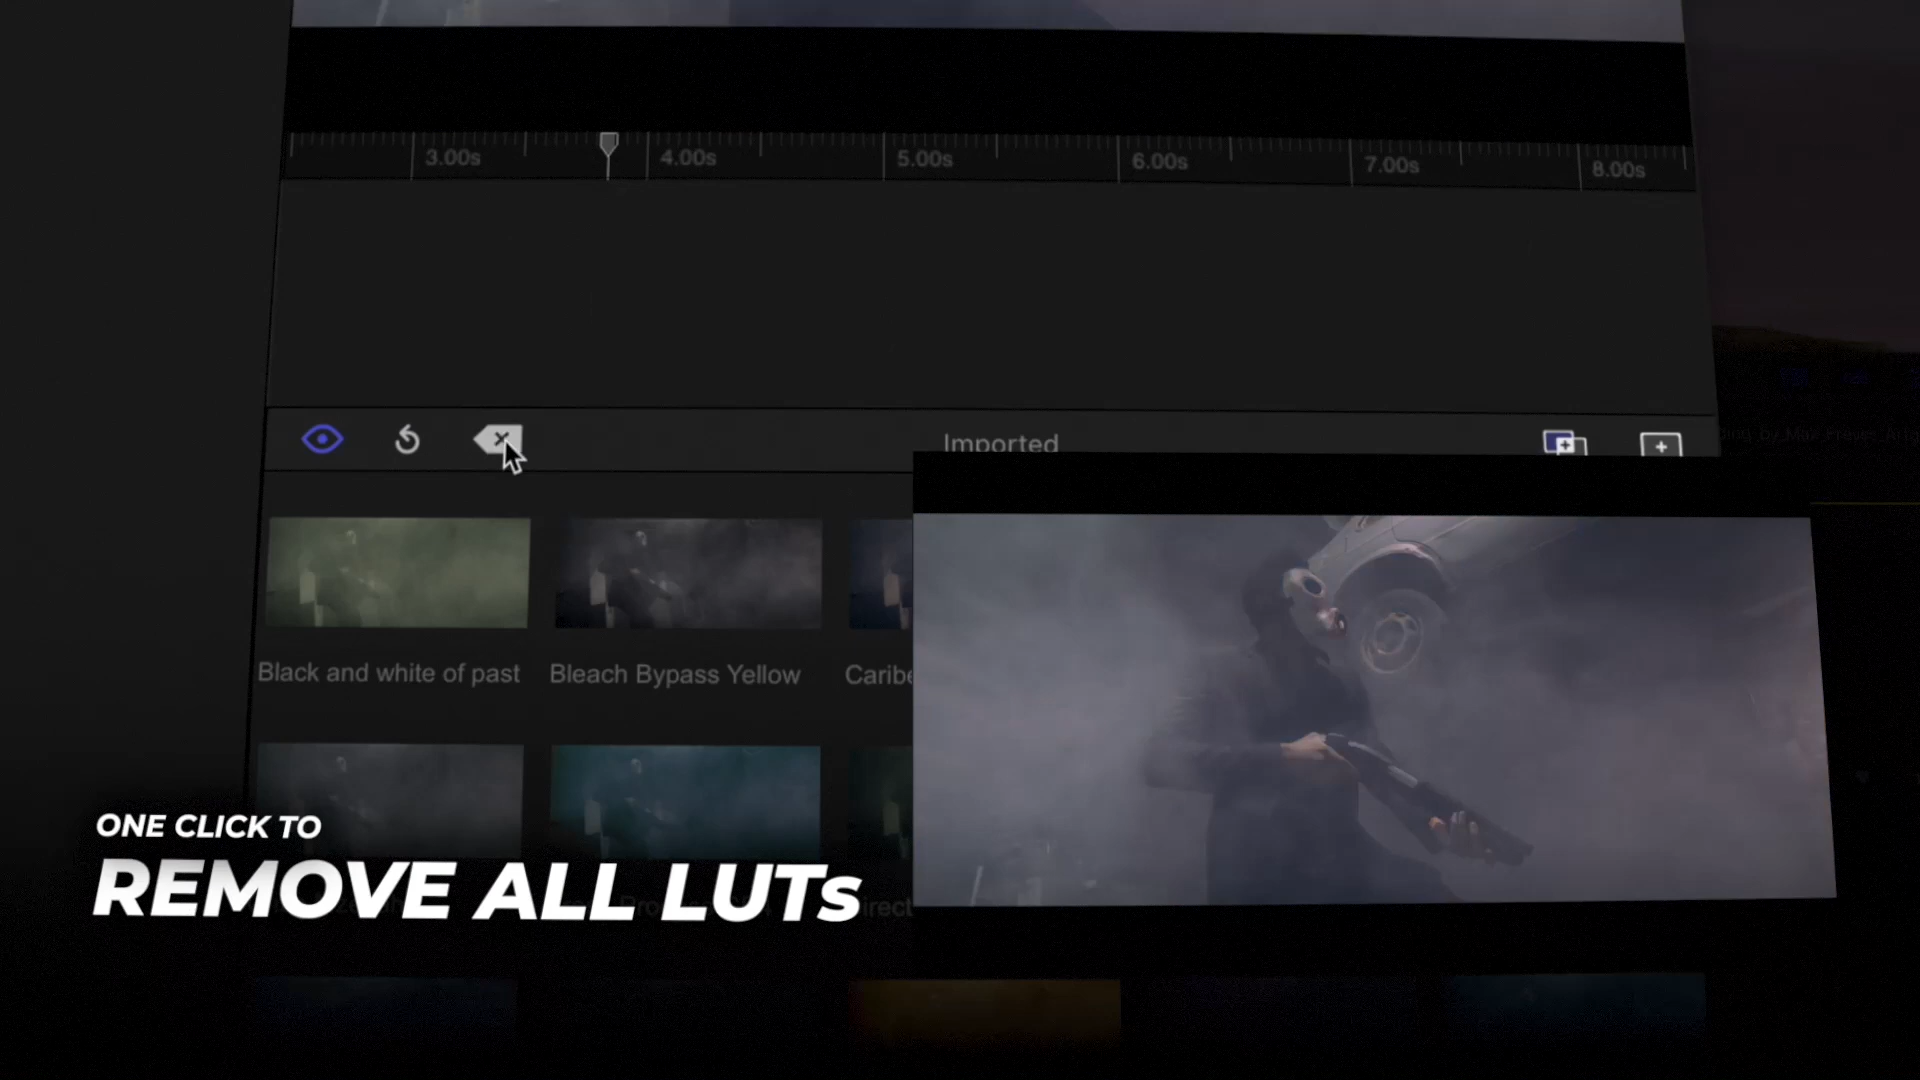 3.00s 4.00s 5.00s 6.00s 7.00s 8.00s
Imported
Black and white of past Bleach Bypass Yellow Caribe
ONE CLICK TO
REMOVE ALL LUTs